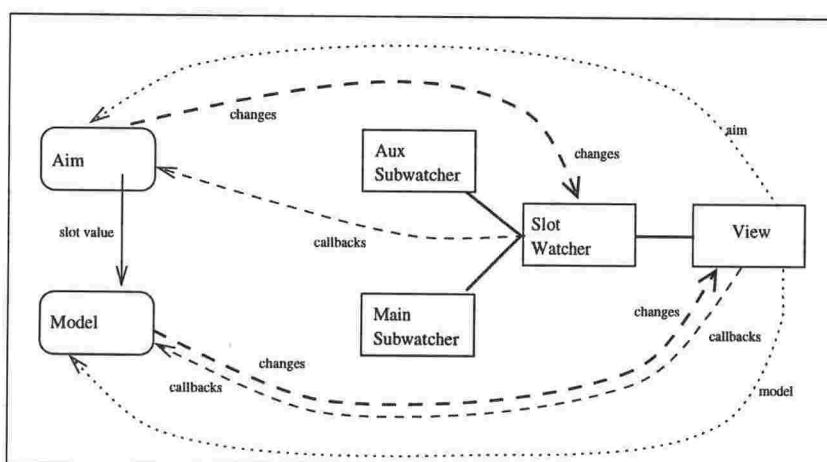 changes
aim
Aim
Aux
Subwatcher
changes
Slot
Watcher
View
slot value
callbacks
Model
Main
Subwatcher
changes
changes
callbacks
callbacks
model